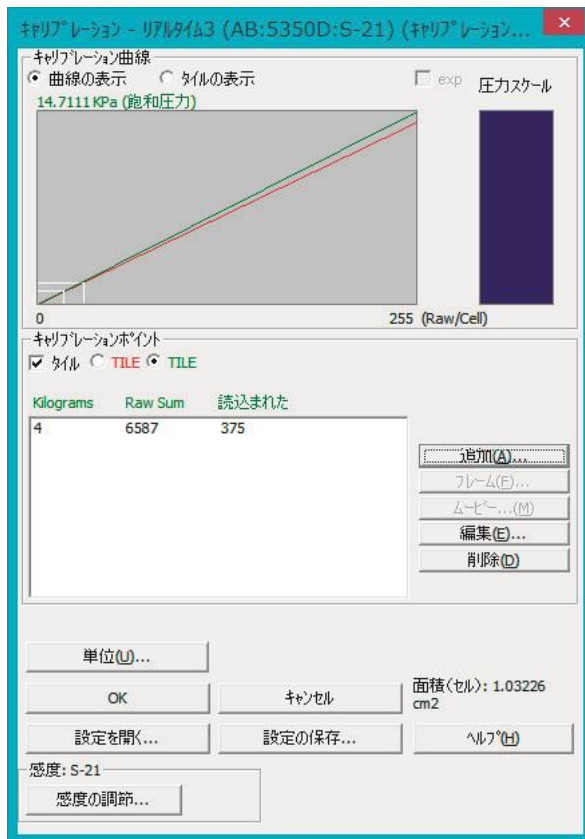 ｷｬﾘﾌﾞﾚｰｼｮﾝ - ﾘｱﾙﾀｲﾑ3 (AB:5350D:S-21) (ｷｬﾘﾌﾞﾚｰｼｮﾝ...
ｷｬﾘﾌﾞﾚｰｼｮﾝ曲線
曲線の表示 ﾀｲﾙの表示 exp 圧力スケール
14.7111 KPa (飽和圧力)
0 255 (Raw/Cell)
ｷｬﾘﾌﾞﾚｰｼｮﾝﾎﾟｲﾝﾄ
ﾀｲﾙ TILE TILE
Kilograms Raw Sum 読込まれた
4 6587 375
追加(A)...
フレーム(F)...
ムービー...(M)
編集(E)...
削除(D)
単位(U)...
OK キャンセル 面積(セル): 1.03226
cm2
設定を開く... 設定の保存... ﾍﾙﾌﾟ(H)
感度: S-21
感度の調節...